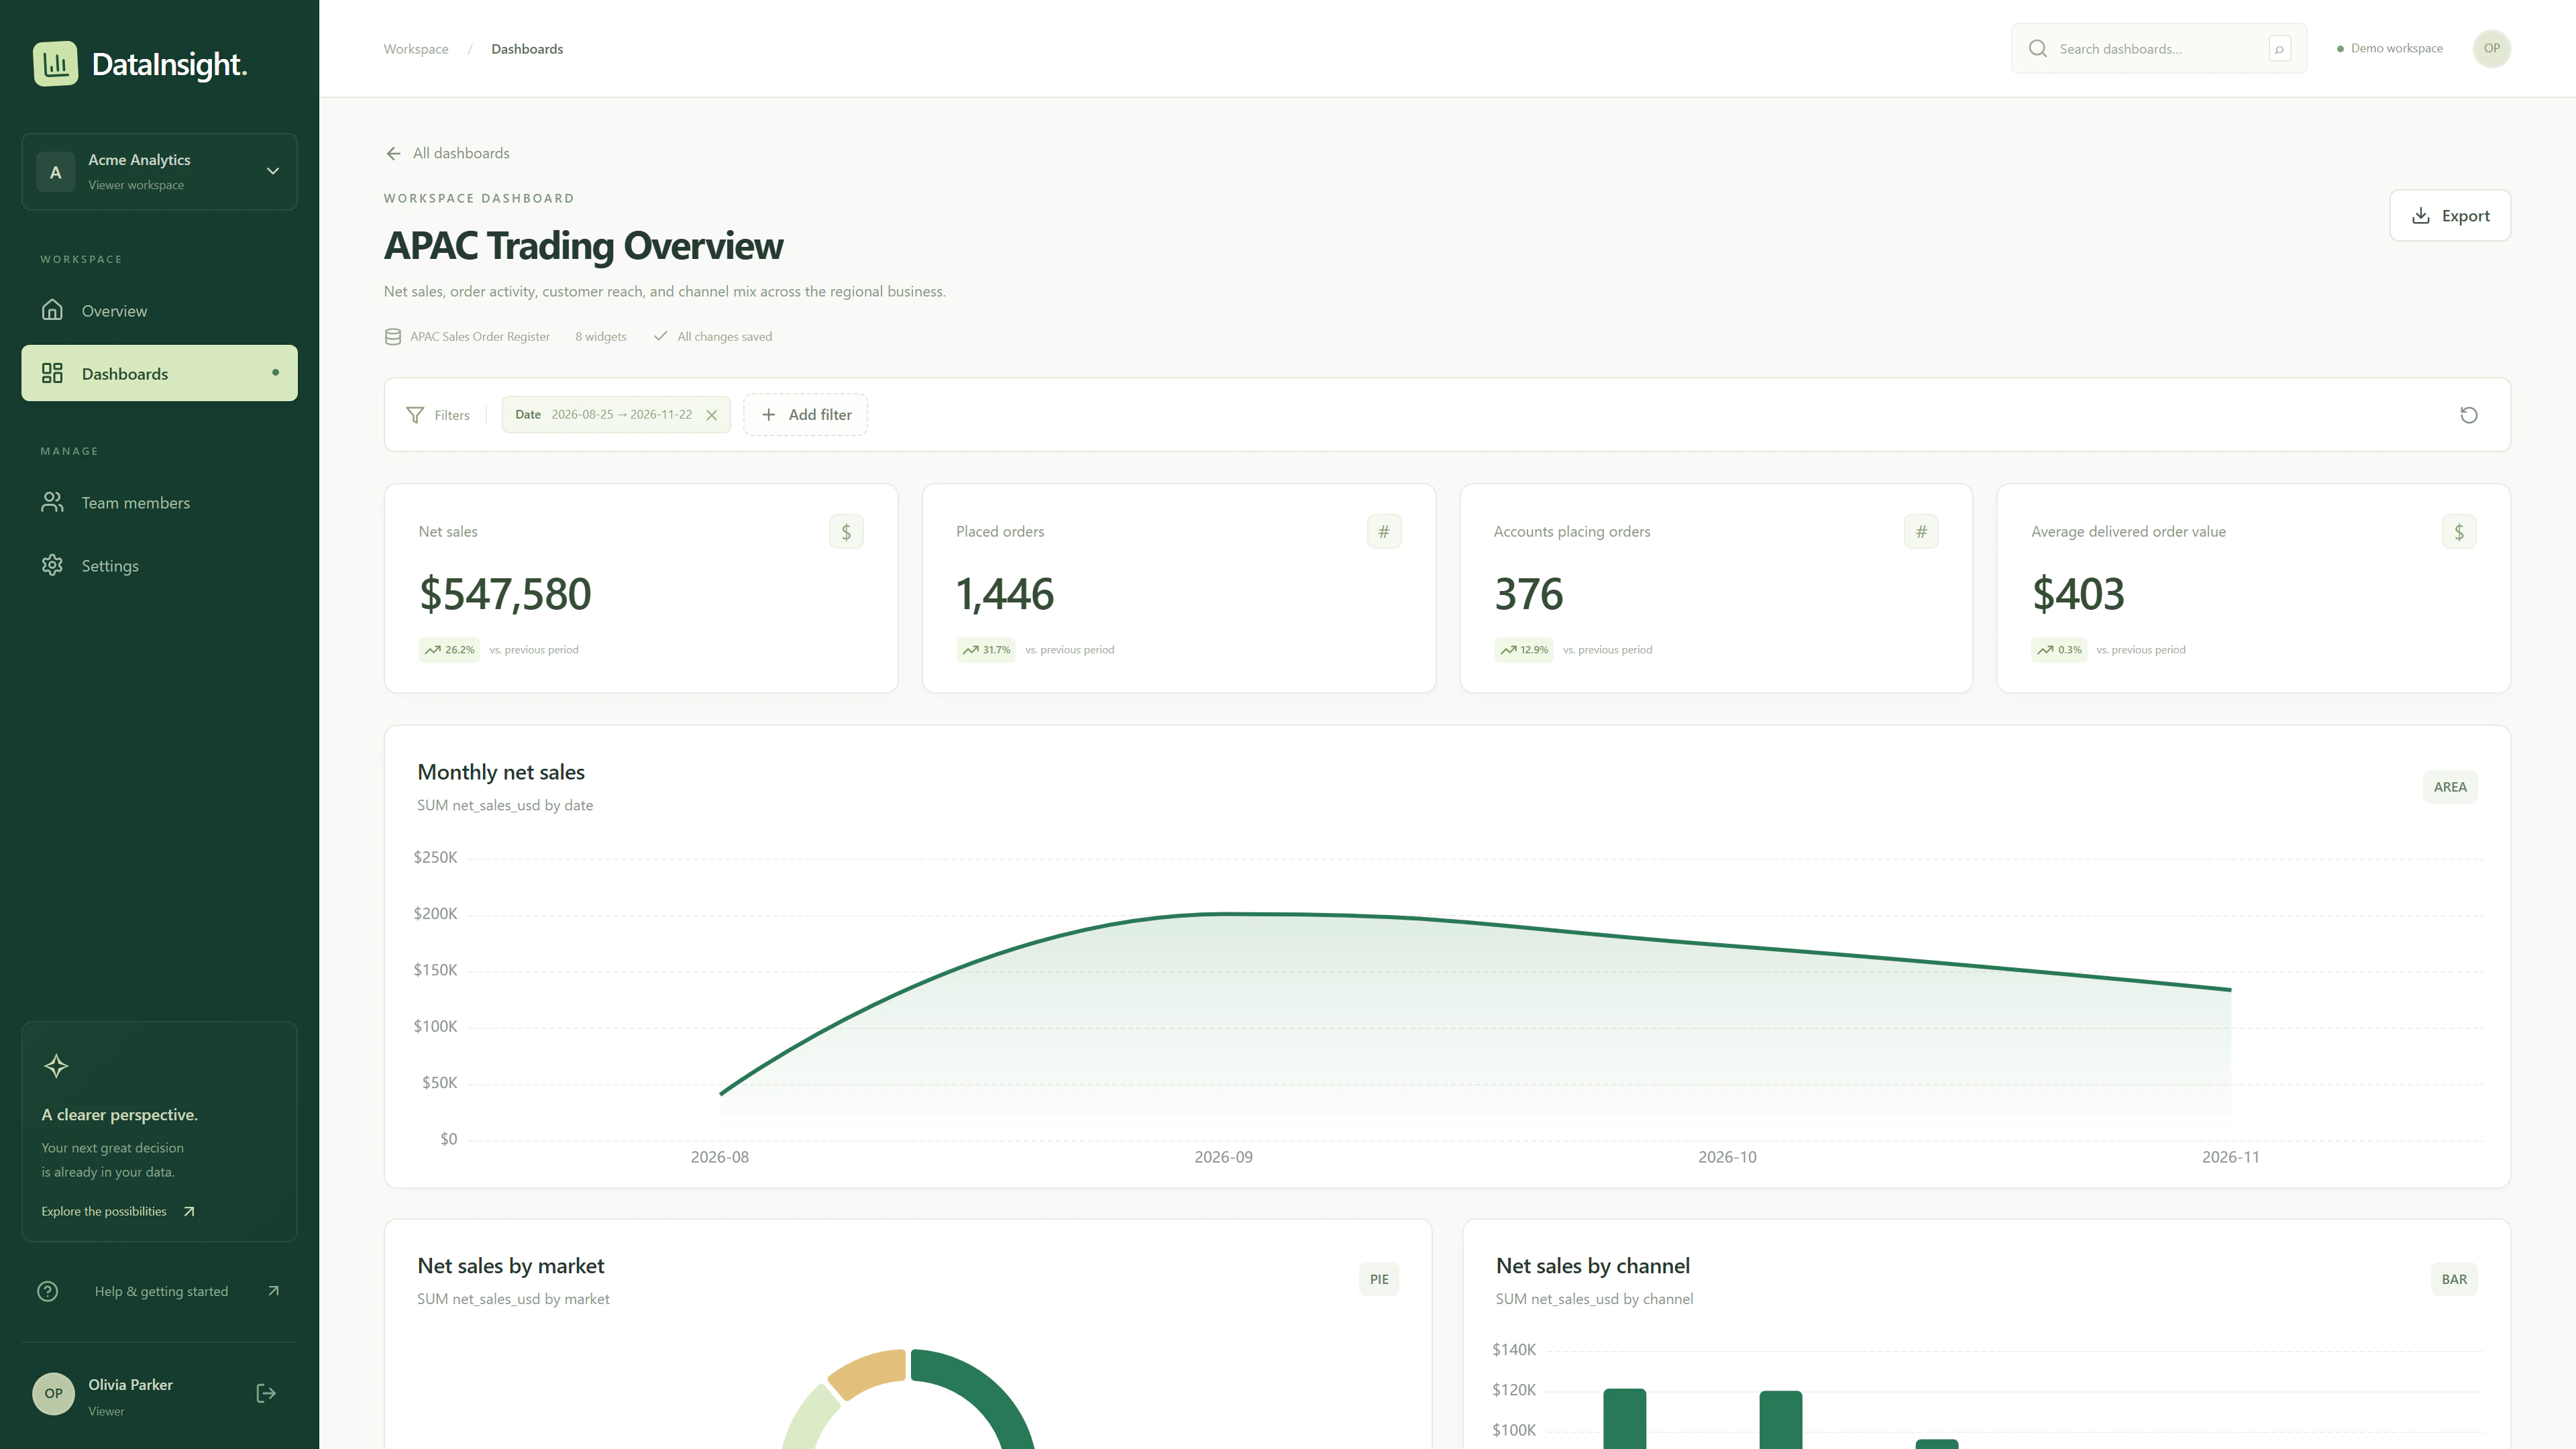 DataInsight.
A
Acme Analytics
Viewer workspace
WORKSPACE
Overview
Dashboards
MANAGE
Team members
Settings
A clearer perspective.
Your next great decision
is already in your data.
Explore the possibilities
Help & getting started
OP
Olivia Parker
Viewer
Workspace / Dashboards
Search dashboards...
Demo workspace
OP
All dashboards
WORKSPACE DASHBOARD
APAC Trading Overview
Net sales, order activity, customer reach, and channel mix across the regional business.
APAC Sales Order Register 8 widgets All changes saved
Export
Filters Date 2026-08-25 → 2026-11-22 Add filter
Net sales $
$547,580
26.2% vs. previous period
Placed orders #
1,446
31.7% vs. previous period
Accounts placing orders #
376
12.9% vs. previous period
Average delivered order value $
$403
0.3% vs. previous period
Monthly net sales
SUM net_sales_usd by date
AREA
$250K
$200K
$150K
$100K
$50K
$0
2026-08 2026-09 2026-10 2026-11
Net sales by market
SUM net_sales_usd by market
PIE
Net sales by channel
SUM net_sales_usd by channel
BAR
$140K
$120K
$100K